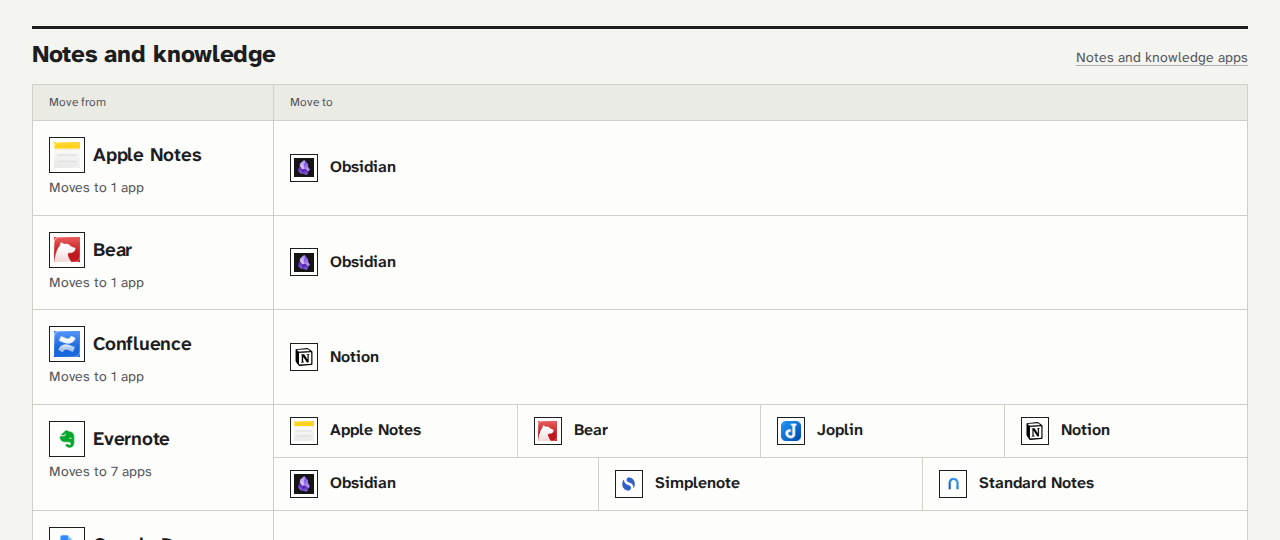 Notes and knowledge
Notes and knowledge apps
Move from
Move to
Apple Notes
Moves to 1 app
Obsidian
Bear
Moves to 1 app
Obsidian
Confluence
Moves to 1 app
Notion
Evernote
Moves to 7 apps
Apple Notes
Bear
Joplin
Notion
Obsidian
Simplenote
Standard Notes